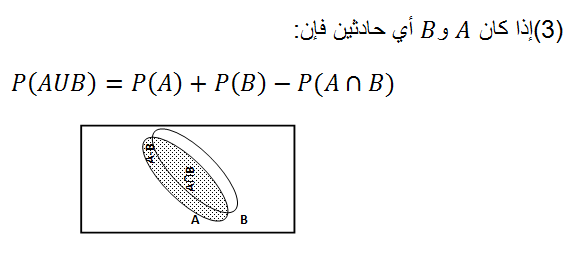 (3)إذا كان A و B أي حادثين فإن:
P(AUB) = P(A) + P(B) − P(A ∩ B)
A-B
A∩B
A
B